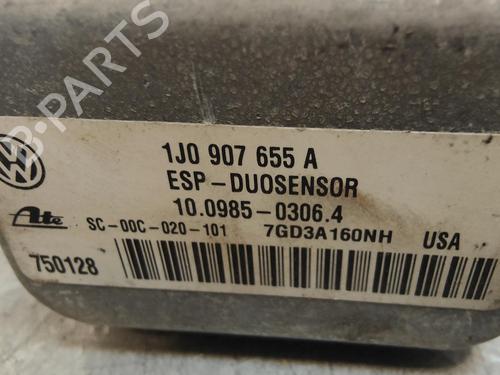 B-PARTS
1J0 907 655 A
ESP-DUOSENSOR
10.0985-0306.4
Ate SC-00C-020-101 7GD3A160NH USA
750128